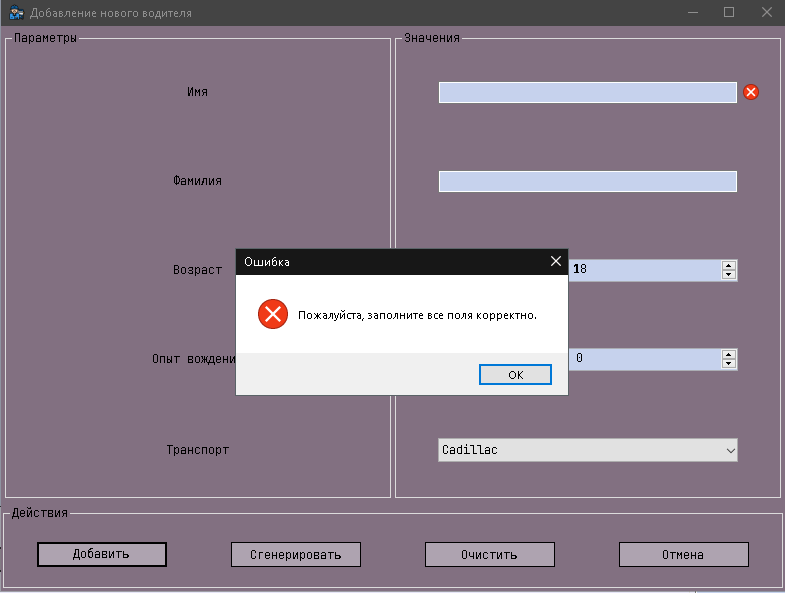 Добавление нового водителя
Параметры
Значения
Имя
Фамилия
Возраст
18
Опыт вождени
0
Транспорт
Cadillac
Ошибка
Пожалуйста, заполните все поля корректно.
OK
Действия
Добавить
Сгенерировать
Очистить
Отмена